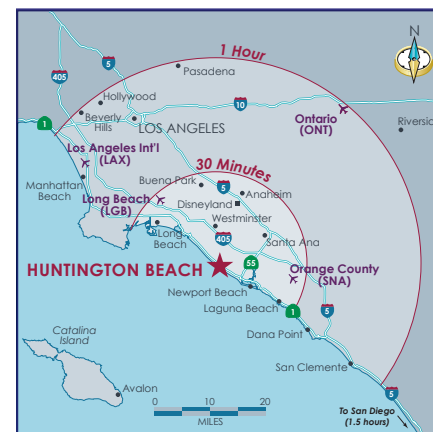 1 Hour
5
405
Pasadena
Hollywood
10
Beverly
Hills
LOS ANGELES
1
Ontario
(ONT)
Los Angeles Int'l
(LAX)
30 Minutes
Manhattan
Beach
Buena Park
5
Anaheim
Long Beach
(LGB)
Disneyland
Westminster
Long
Beach
405
Santa Ana
HUNTINGTON BEACH
55
Orange County
(SNA)
Newport Beach
Laguna Beach
1
5
Dana Point
Catalina
Island
San Clemente
Avalon
5
0 10 20
MILES
To San Diego
(1.5 hours)